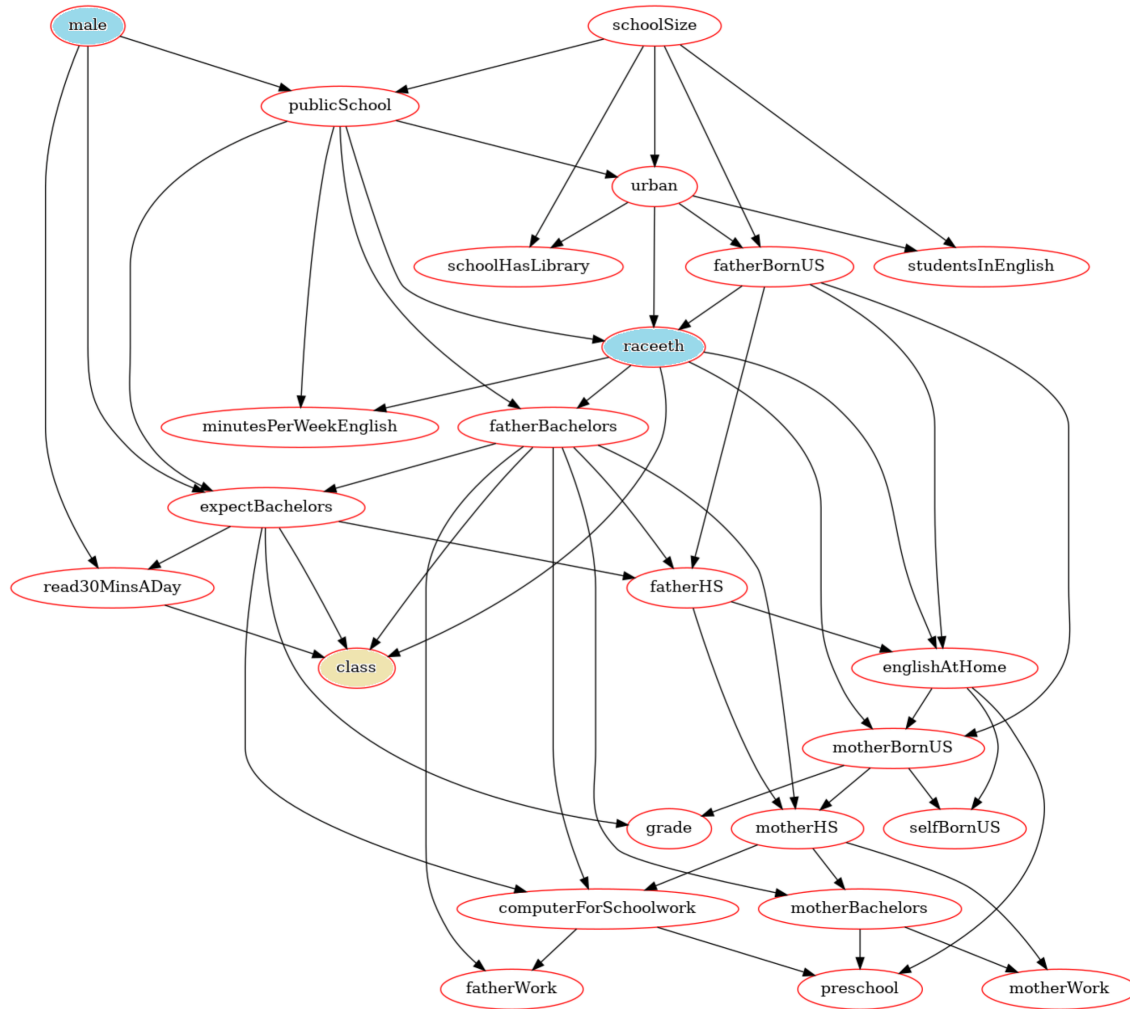 male
schoolSize
publicSchool
urban
schoolHasLibrary
fatherBornUS
studentsInEnglish
raceeth
minutesPerWeekEnglish
fatherBachelors
expectBachelors
read30MinsADay
fatherHS
class
englishAtHome
motherBornUS
grade
motherHS
selfBornUS
computerForSchoolwork
motherBachelors
fatherWork
preschool
motherWork